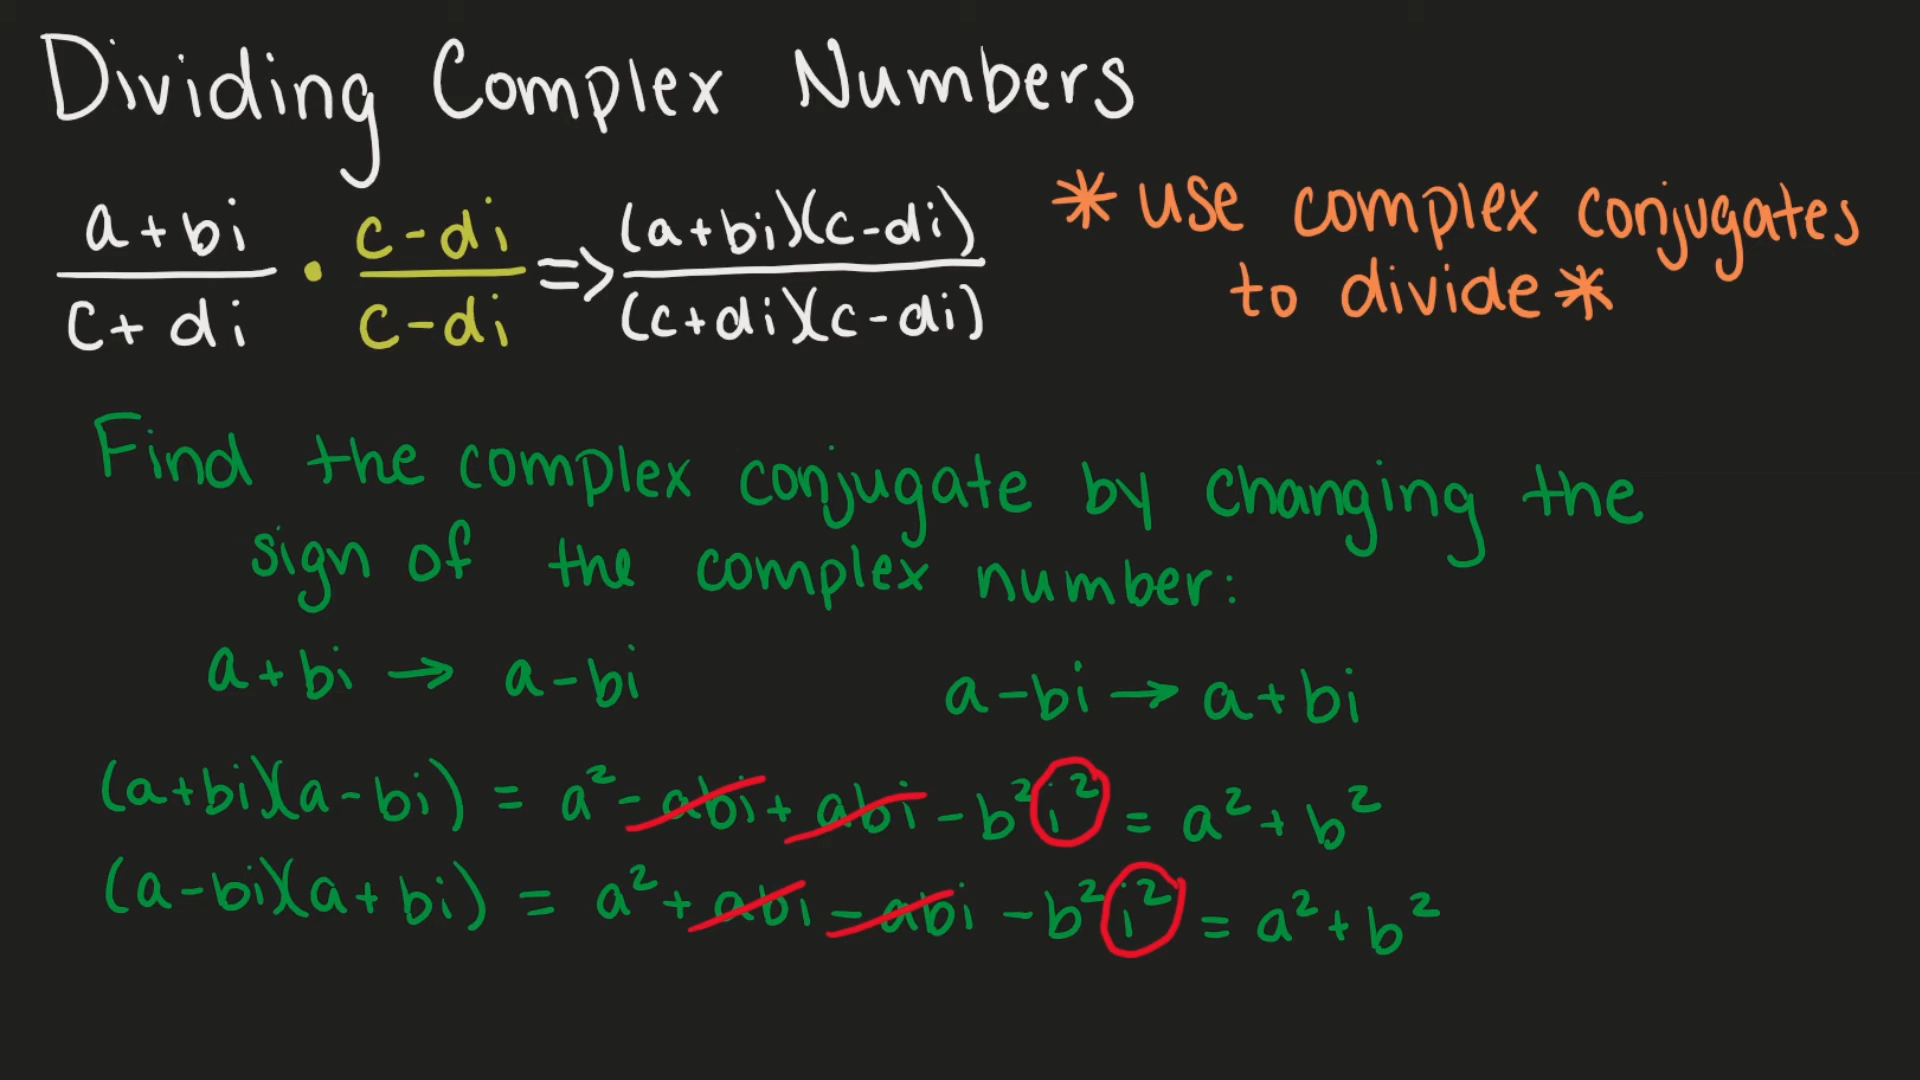 Dividing Complex Numbers
a+bi / c+di · c-di / c-di => (a+bi)(c-di) / (c+di)(c-di)
*use complex conjugates
to divide*
Find the complex conjugate by changing the
sign of the complex number:
a+bi → a-bi
a-bi → a+bi
(a+bi)(a-bi) = a² - abi + abi - b²i² = a² + b²
(a-bi)(a+bi) = a² + abi - abi - b²i² = a² + b²